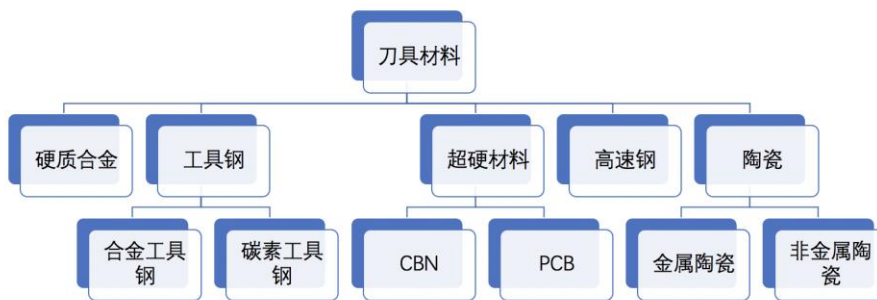 刀具材料
硬质合金
工具钢
超硬材料
高速钢
陶瓷
合金工具
钢
碳素工具
钢
CBN
PCB
金属陶瓷
非金属陶
瓷